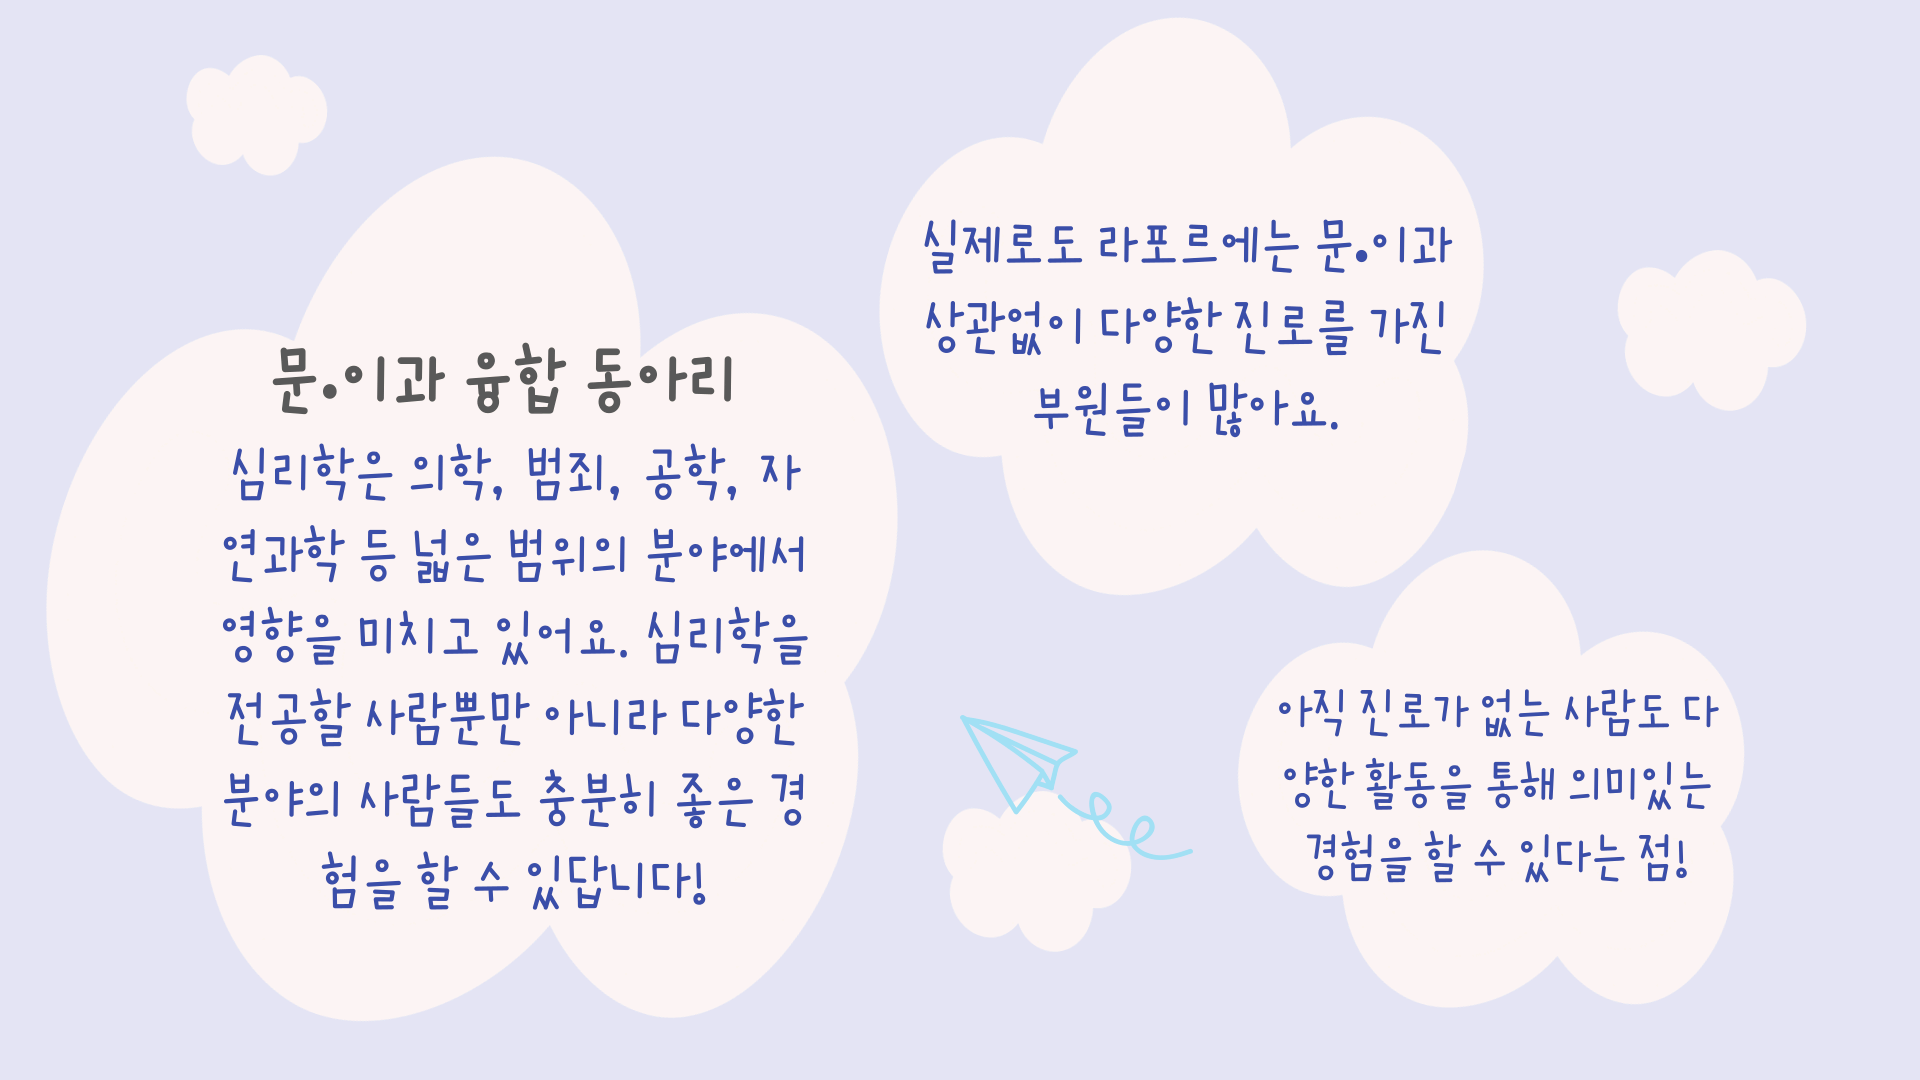 문.이과 융합 동아리
심리학은 의학, 범죄, 공학, 자
연과학 등 넓은 범위의 분야에서
영향을 미치고 있어요. 심리학을
전공할 사람뿐만 아니라 다양한
분야의 사람들도 충분히 좋은 경
험을 할 수 있답니다!
실제로도 라포르에는 문.이과
상관없이 다양한 진로를 가진
부원들이 많아요.
아직 진로가 없는 사람도 다
양한 활동을 통해 의미있는
경험을 할 수 있다는 점!